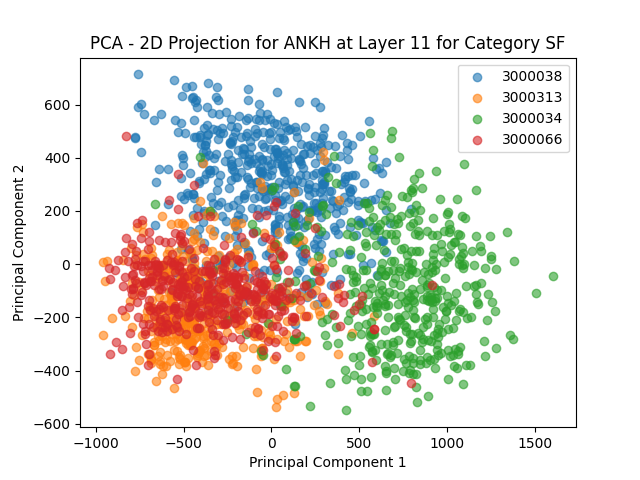 PCA - 2D Projection for ANKH at Layer 11 for Category SF
3000038
3000313
3000034
3000066
600
400
200
0
−200
−400
−600
Principal Component 2
−1000 −500 0 500 1000 1500
Principal Component 1